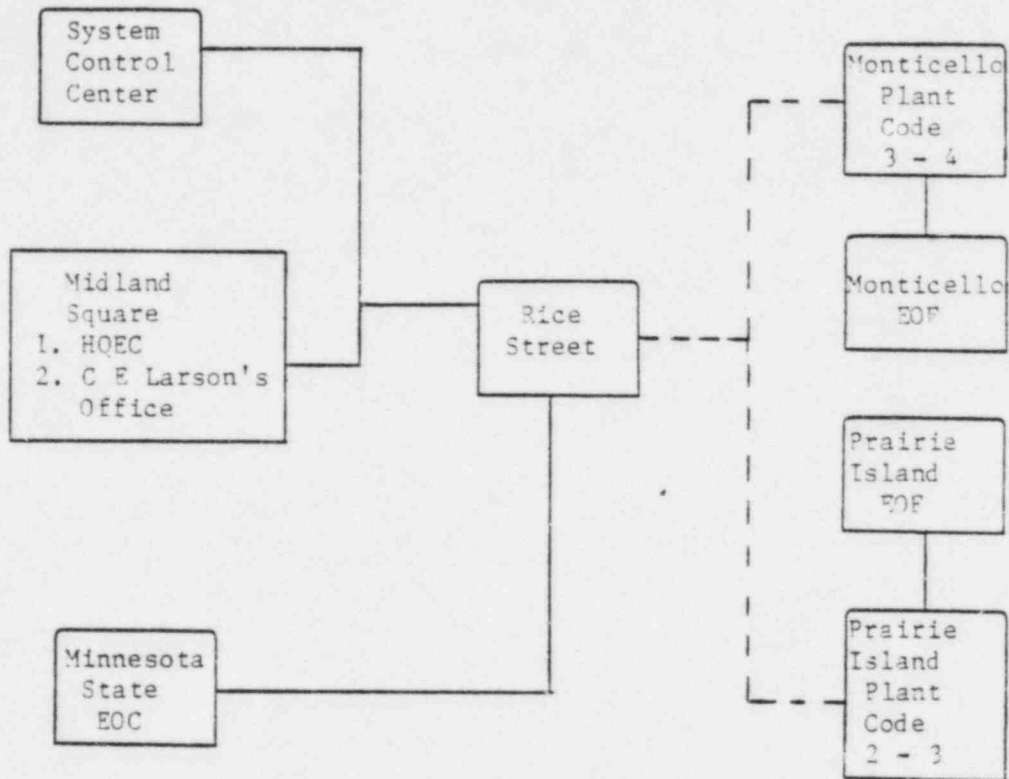 System
Control
Center
Midland
Square
1. HQEC
2. C E Larson's
Office
Minnesota
State
EOC
Rice
Street
Monticello
Plant
Code
3 - 4
Monticello
EOF
Prairie
Island
EOF
Prairie
Island
Plant
Code
2 - 3